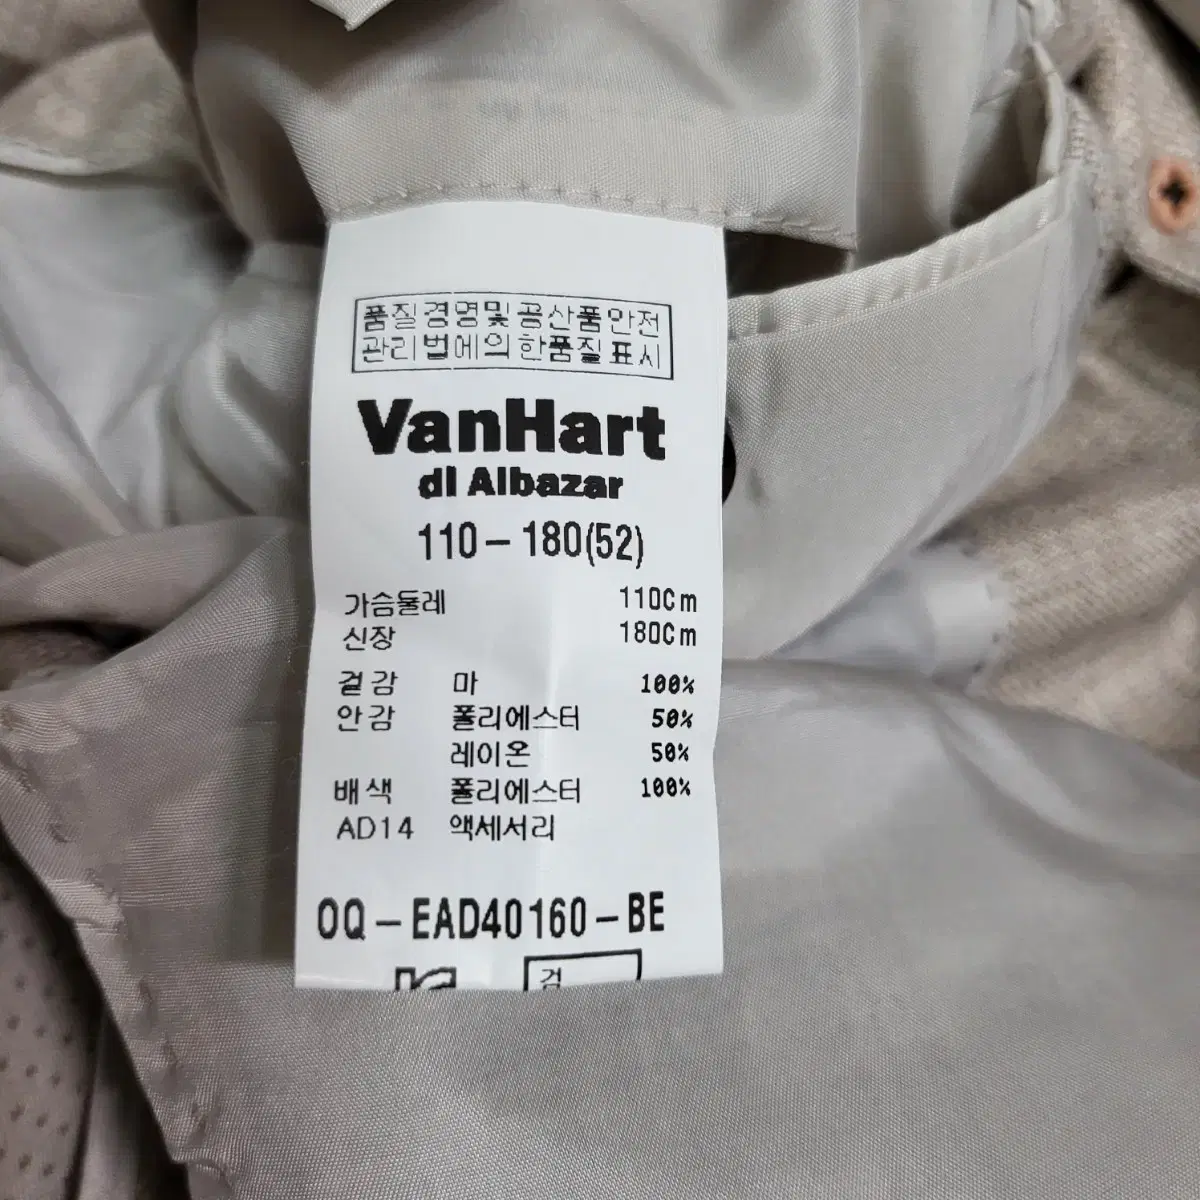 품질경영및공산품안전
관리법에의한품질표시
VanHart
di Albazar
110-180(52)
가슴둘레 110Cm
신장 180Cm
겉감 마 100%
안감 폴리에스터 50%
레이온 50%
배색 폴리에스터 100%
AD14 액세서리
OQ-EAD40160-BE
검